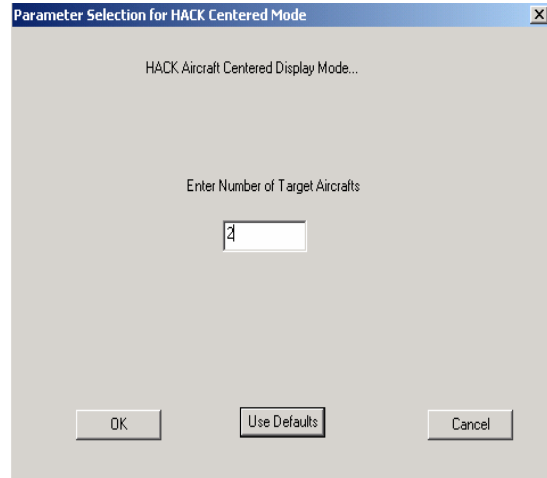 Parameter Selection for HACK Centered Mode
HACK Aircraft Centered Display Mode...
Enter Number of Target Aircrafts
2
OK
Use Defaults
Cancel